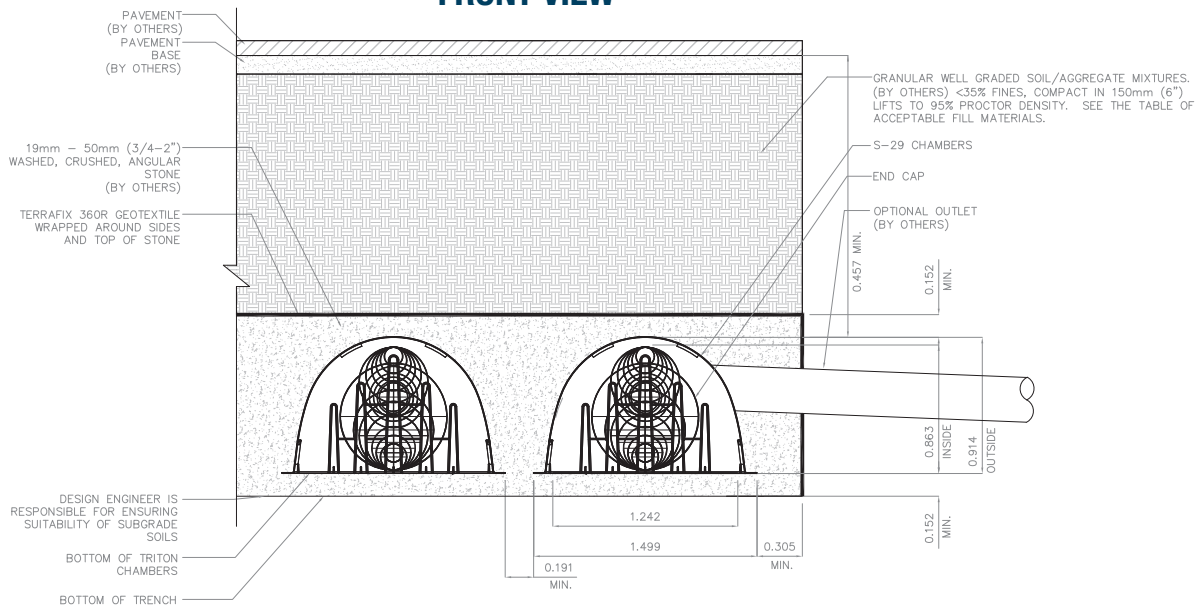 FRONT VIEW
PAVEMENT
(BY OTHERS)
PAVEMENT
BASE
(BY OTHERS)
19mm – 50mm (3/4-2")
WASHED, CRUSHED, ANGULAR
STONE
(BY OTHERS)
TERRAFIX 360R GEOTEXTILE
WRAPPED AROUND SIDES
AND TOP OF STONE
DESIGN ENGINEER IS
RESPONSIBLE FOR ENSURING
SUITABILITY OF SUBGRADE
SOILS
BOTTOM OF TRITON
CHAMBERS
BOTTOM OF TRENCH
GRANULAR WELL GRADED SOIL/AGGREGATE MIXTURES.
(BY OTHERS) <35% FINES, COMPACT IN 150mm (6")
LIFTS TO 95% PROCTOR DENSITY. SEE THE TABLE OF
ACCEPTABLE FILL MATERIALS.
S-29 CHAMBERS
END CAP
OPTIONAL OUTLET
(BY OTHERS)
0.457 MIN.
0.152
MIN.
0.863
INSIDE
0.914
OUTSIDE
0.152
MIN.
1.242
1.499
0.305
MIN.
0.191
MIN.